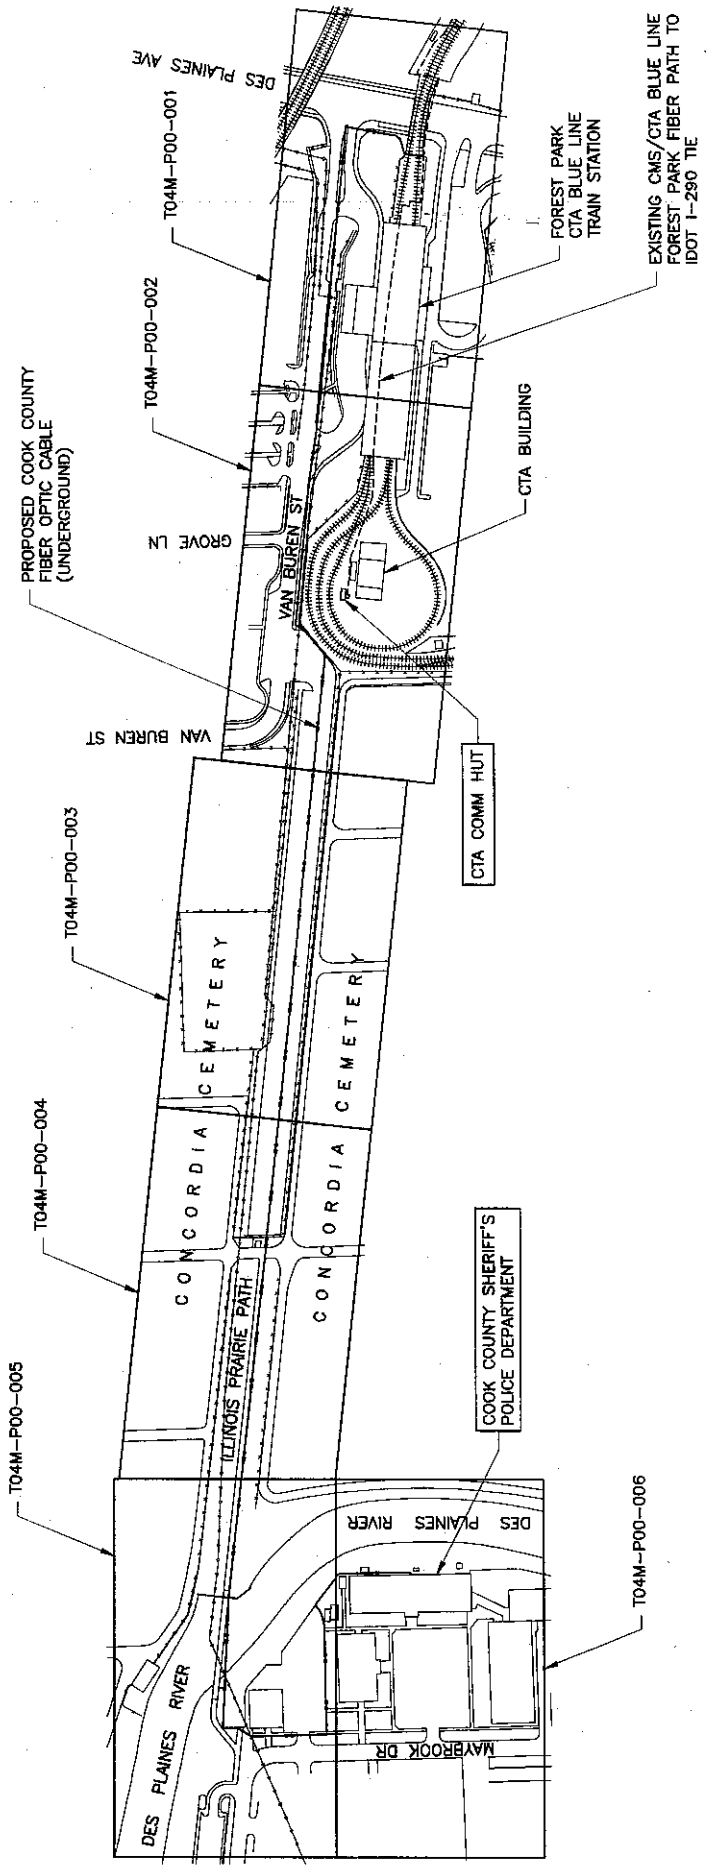 T04M-P00-005
T04M-P00-004
T04M-P00-003
PROPOSED COOK COUNTY
FIBER OPTIC CABLE
(UNDERGROUND)
T04M-P00-002
T04M-P00-001
DES PLAINES AVE
VAN BUREN ST
GROVE LN
VAN BUREN ST
CONCORDIA CEMETERY
ILLINOIS PRAIRIE PATH
CONCORDIA CEMETERY
DES PLAINES RIVER
DES PLAINES RIVER
MAYBROOK DR
COOK COUNTY SHERIFF'S
POLICE DEPARTMENT
T04M-P00-006
CTA COMM HUT
CTA BUILDING
FOREST PARK
CTA BLUE LINE
TRAIN STATION
EXISTING CMS/CTA BLUE LINE
FOREST PARK FIBER PATH TO
IDOT I-290 TIE